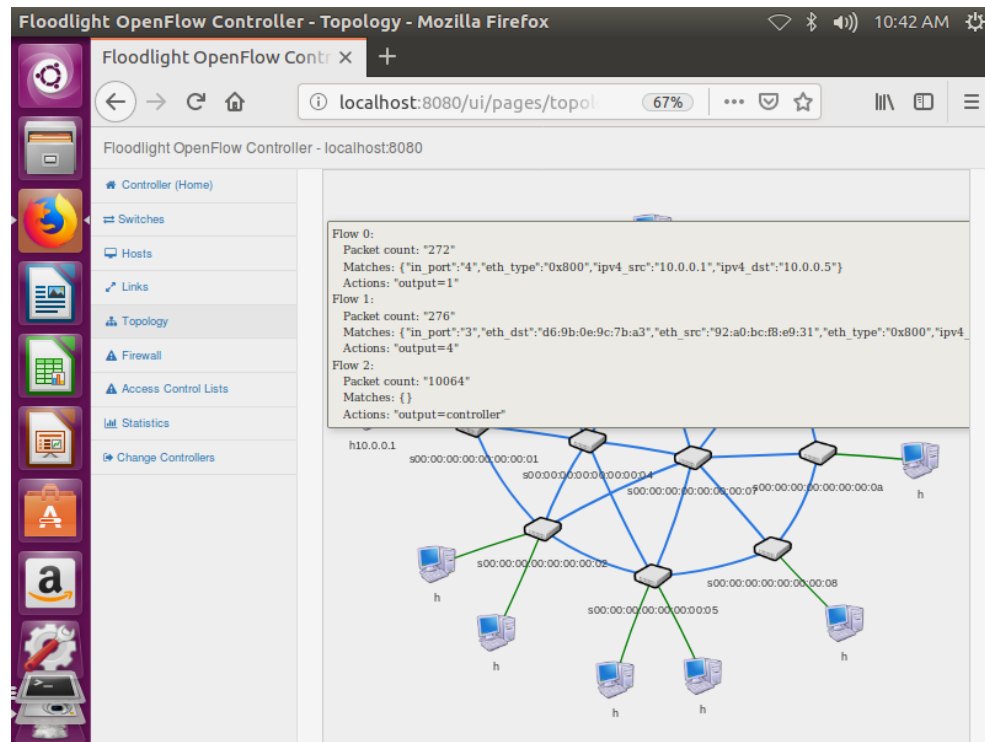 Floodlight OpenFlow Controller - Topology - Mozilla Firefox
10:42 AM
Floodlight OpenFlow Contr
localhost:8080/ui/pages/topol
67%
Floodlight OpenFlow Controller - localhost:8080
Controller (Home)
Switches
Hosts
Links
Topology
Firewall
Access Control Lists
Statistics
Change Controllers
Flow 0:
Packet count: "272"
Matches: {"in_port":"4","eth_type":"0x800","ipv4_src":"10.0.0.1","ipv4_dst":"10.0.0.5"}
Actions: "output=1"
Flow 1:
Packet count: "276"
Matches: {"in_port":"3","eth_dst":"d6:9b:0e:9c:7b:a3","eth_src":"92:a0:bc:f8:e9:31","eth_type":"0x800","ipv4_
Actions: "output=4"
Flow 2:
Packet count: "10064"
Matches: {}
Actions: "output=controller"
h10.0.0.1
s00:00:00:00:00:00:00:01
s00:00:00:00:00:00:00:04
s00:00:00:00:00:00:00:07
s00:00:00:00:00:00:00:0a
h
s00:00:00:00:00:00:00:02
h
s00:00:00:00:00:00:00:08
s00:00:00:00:00:00:00:05
h
h
h
h